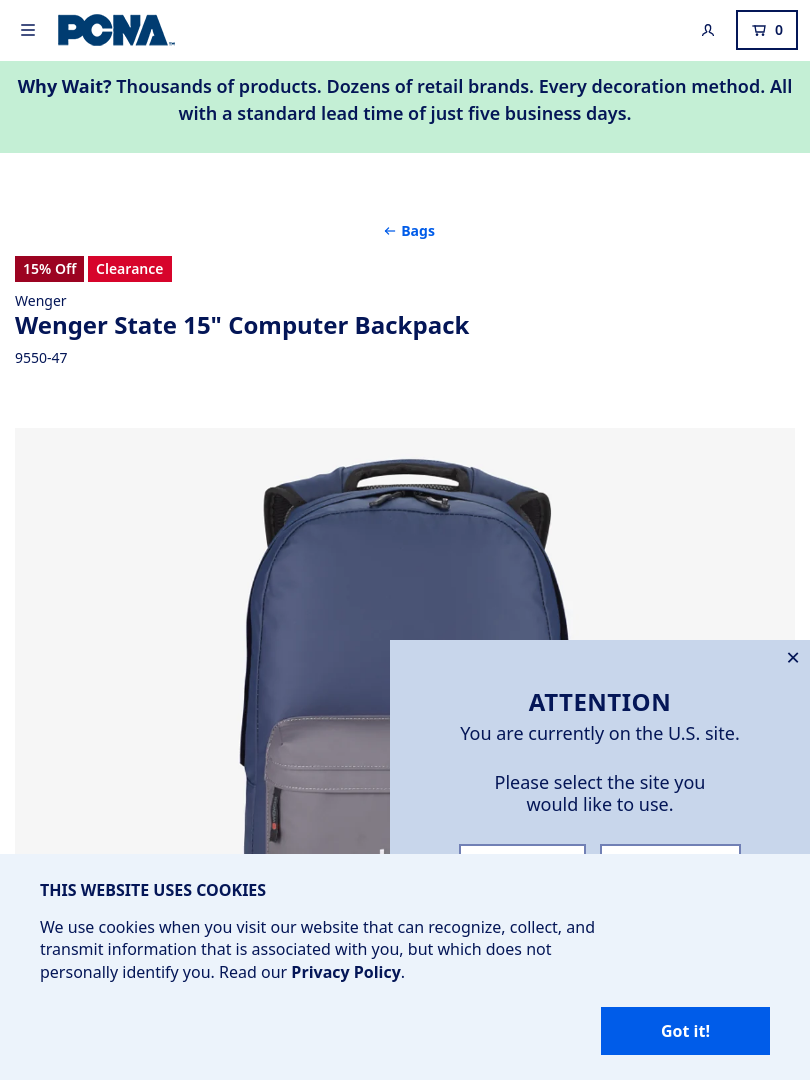 PCNA
0
Why Wait? Thousands of products. Dozens of retail brands. Every decoration method. All
with a standard lead time of just five business days.
← Bags
15% Off
Clearance
Wenger
Wenger State 15" Computer Backpack
9550-47
ATTENTION
You are currently on the U.S. site.
Please select the site you
would like to use.
THIS WEBSITE USES COOKIES
We use cookies when you visit our website that can recognize, collect, and
transmit information that is associated with you, but which does not
personally identify you. Read our Privacy Policy.
Got it!